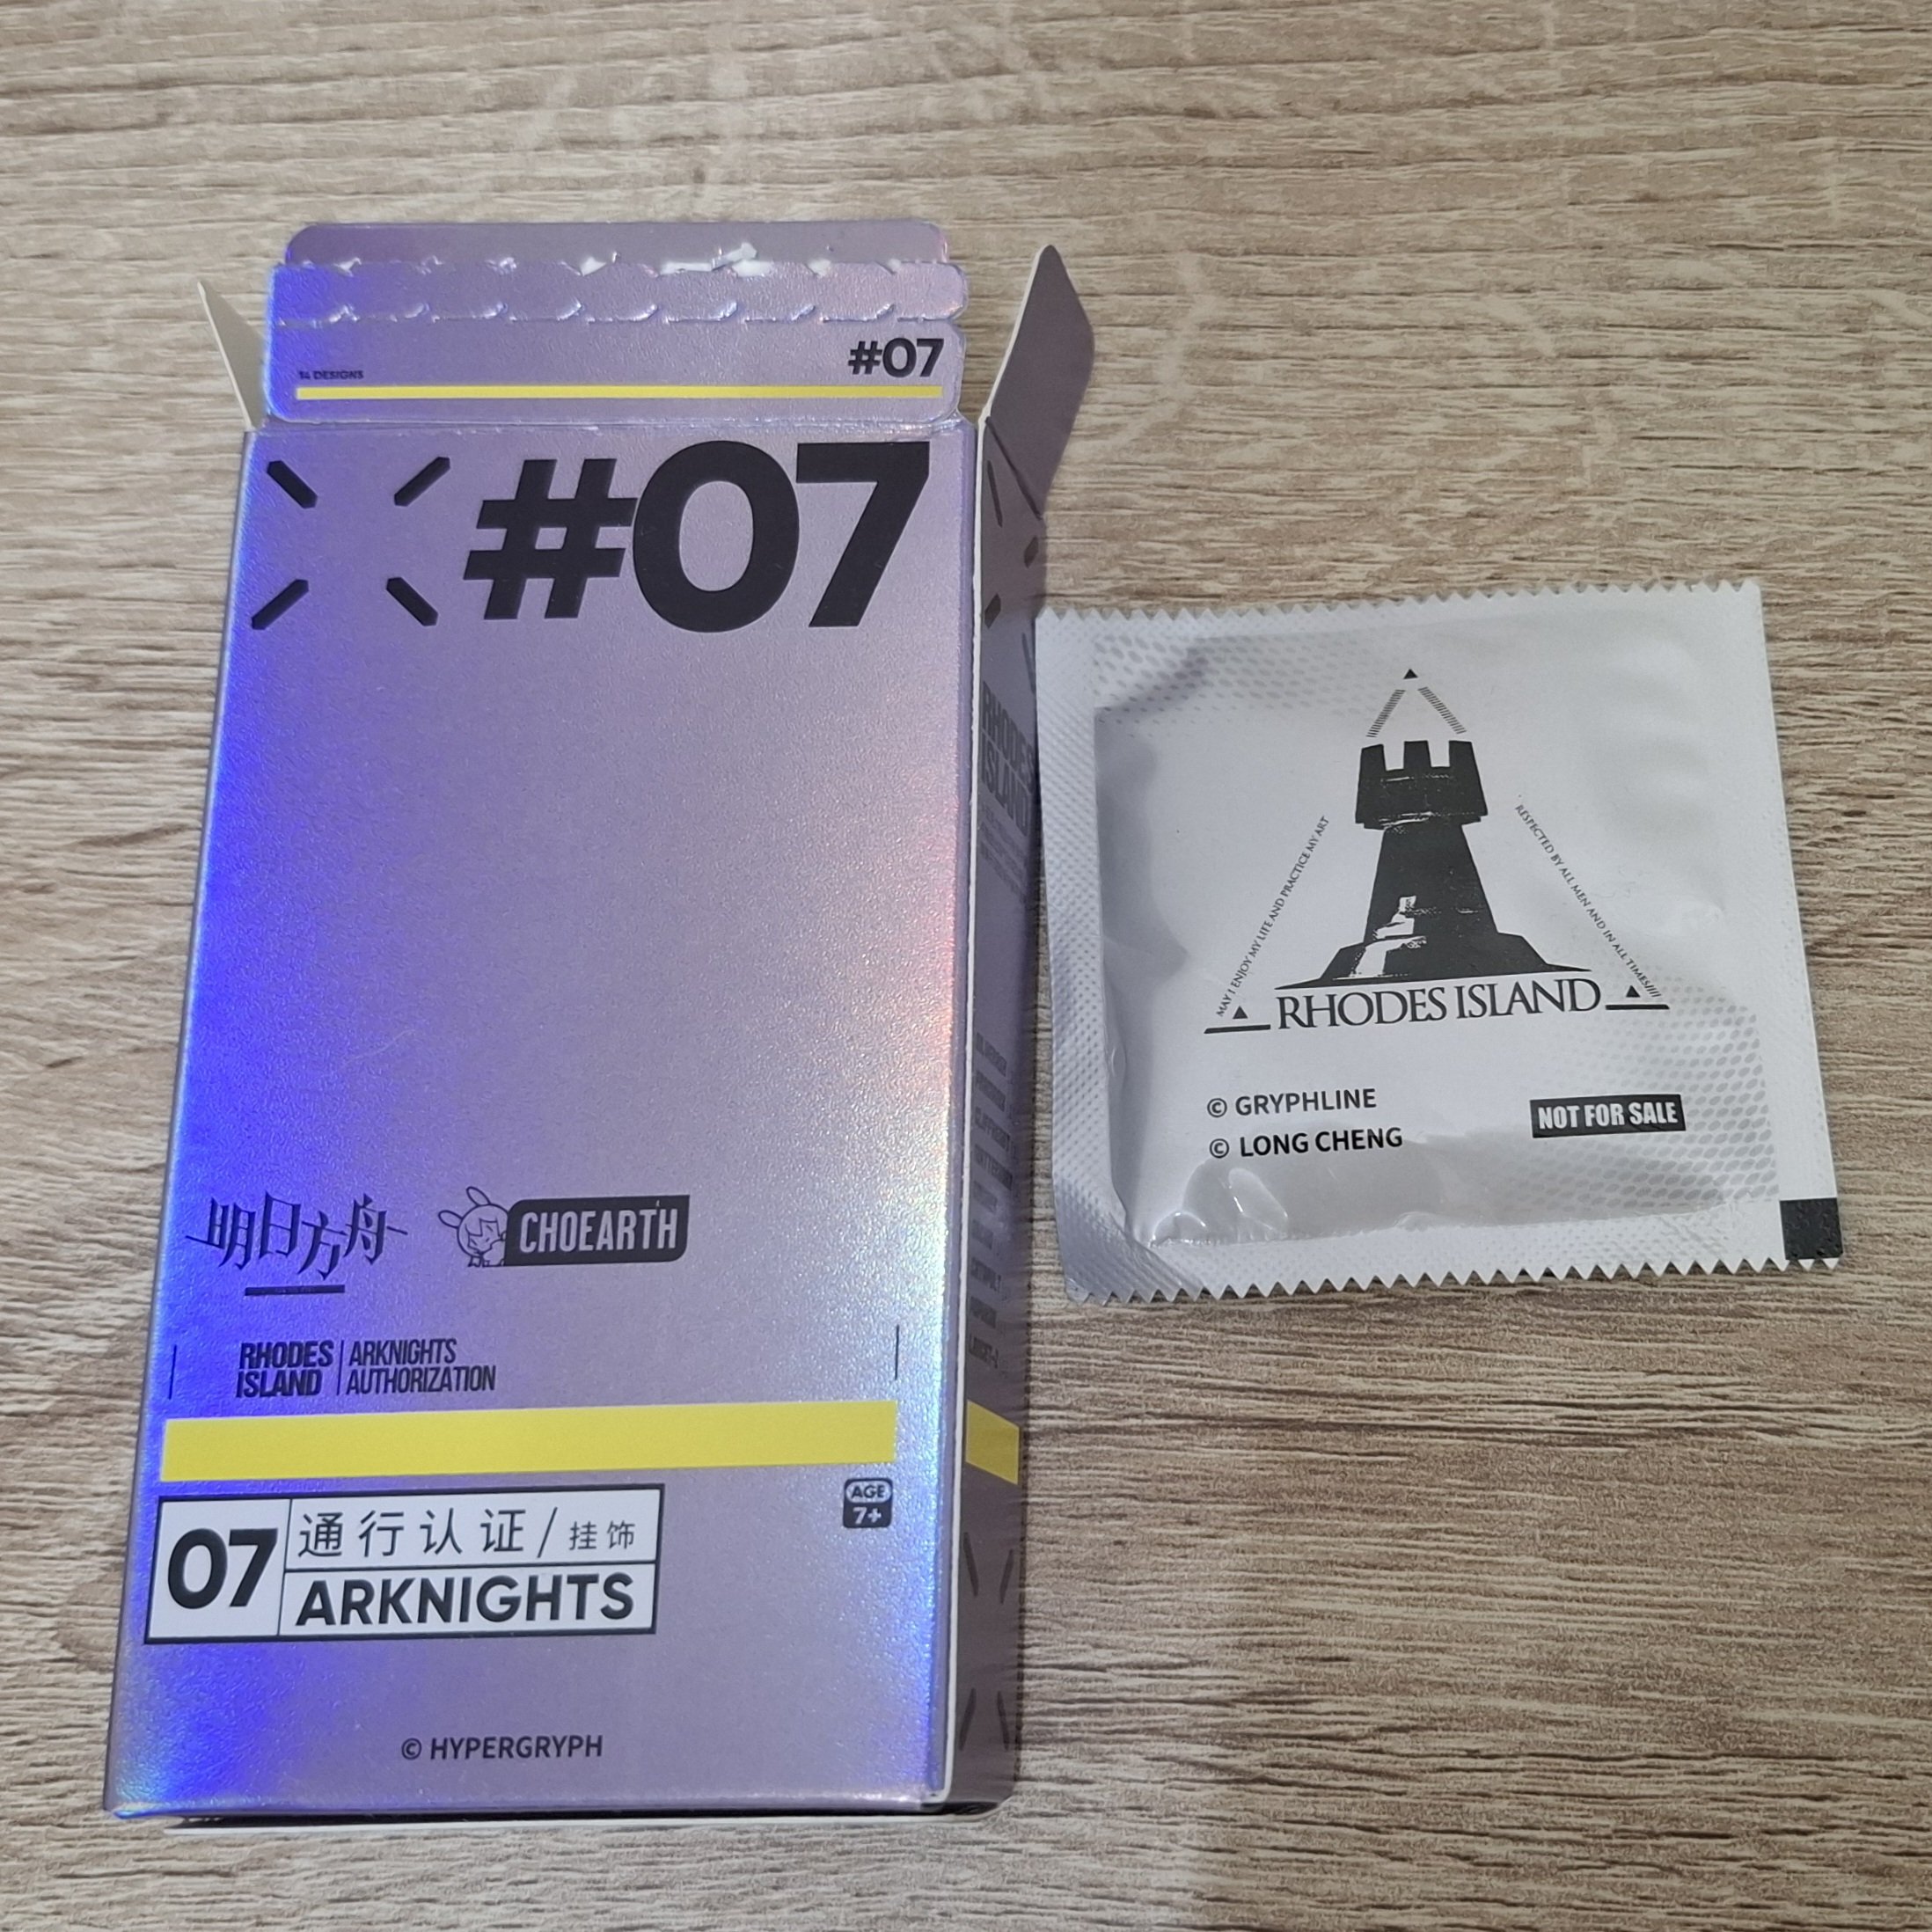 14 DESIGNS
#07
#07
明日方舟
CHOEARTH
RHODES ISLAND
ARKNIGHTS AUTHORIZATION
07
通行认证/挂饰
ARKNIGHTS
AGE
7+
© HYPERGRYPH
RHODES
ISLAND
MAY I ENJOY MY LIFE AND PRACTICE MY ART
RESPECTED BY ALL MEN AND IN ALL TIMES
RHODES ISLAND
© GRYPHLINE
© LONG CHENG
NOT FOR SALE